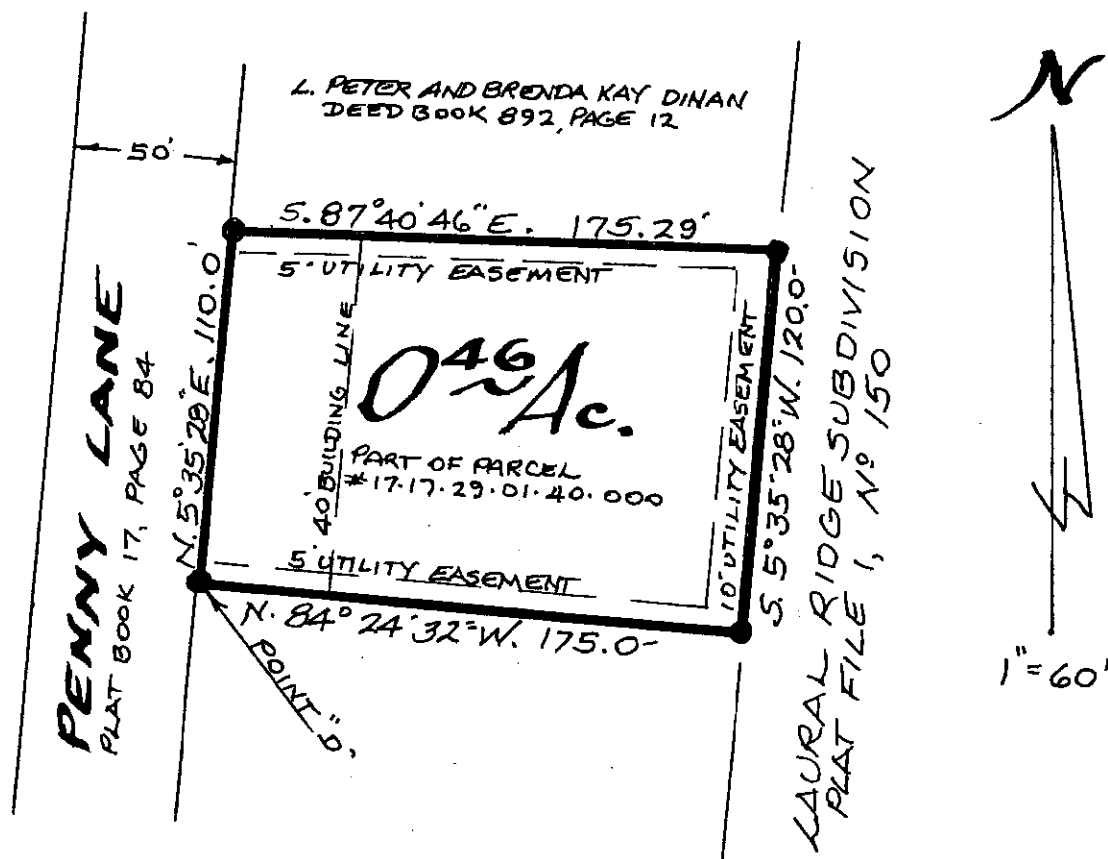 N
L. PETER AND BRENDA KAY DINAN
DEED BOOK 892, PAGE 12
50'
S. 87°40'46" E. 175.29'
5' UTILITY EASEMENT
N. 5°35'28" E. 110.0'
40' BUILDING LINE
0 46 Ac.
PART OF PARCEL
#17-17-29-01-40.000
10' UTILITY EASEMENT
S. 5°35'28" W. 120.0-
5' UTILITY EASEMENT
N. 84°24'32" W. 175.0-
POINT "D"
PENNY LANE
PLAT BOOK 17, PAGE 84
LAURAL RIDGE SUBDIVISION
PLAT FILE 1, Nº 150
1"=60'